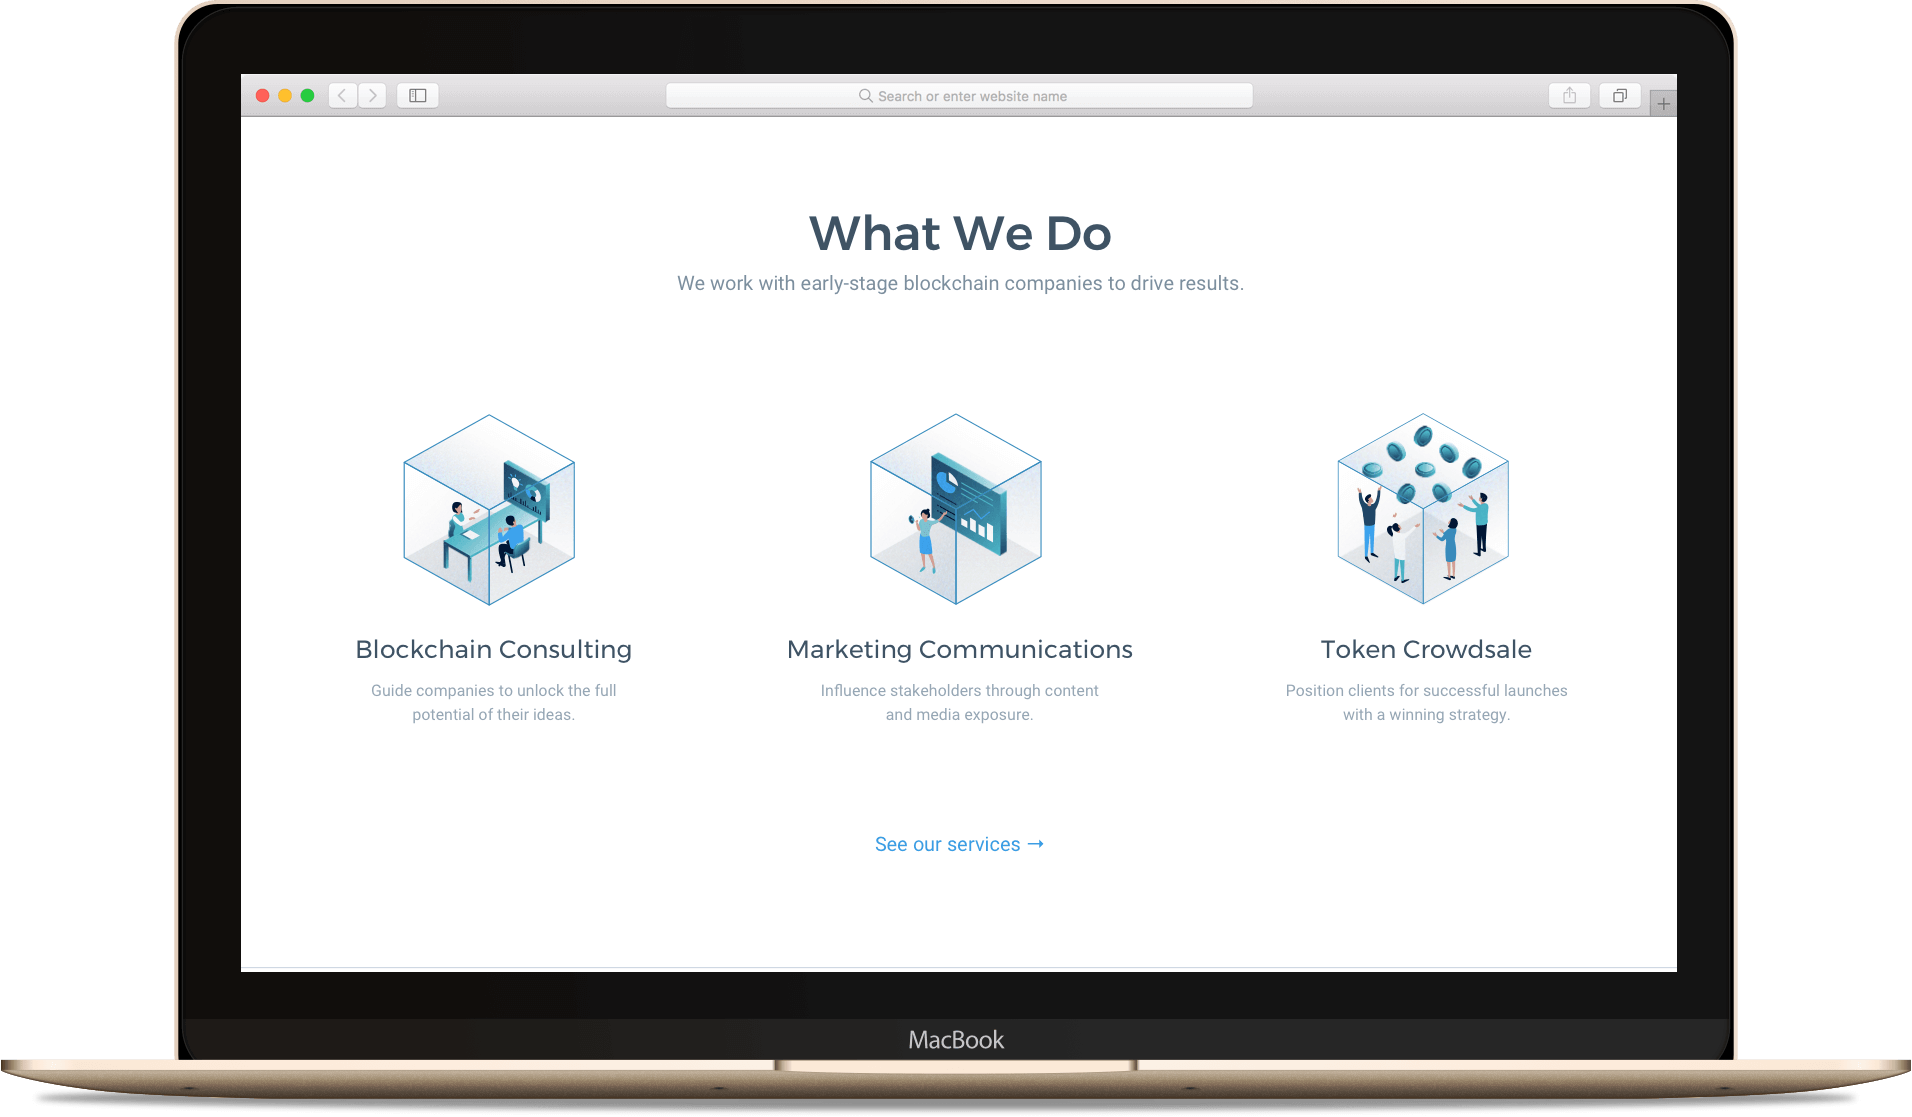 Search or enter website name
What We Do
We work with early-stage blockchain companies to drive results.
Blockchain Consulting
Guide companies to unlock the full
potential of their ideas.
Marketing Communications
Influence stakeholders through content
and media exposure.
Token Crowdsale
Position clients for successful launches
with a winning strategy.
See our services →
MacBook